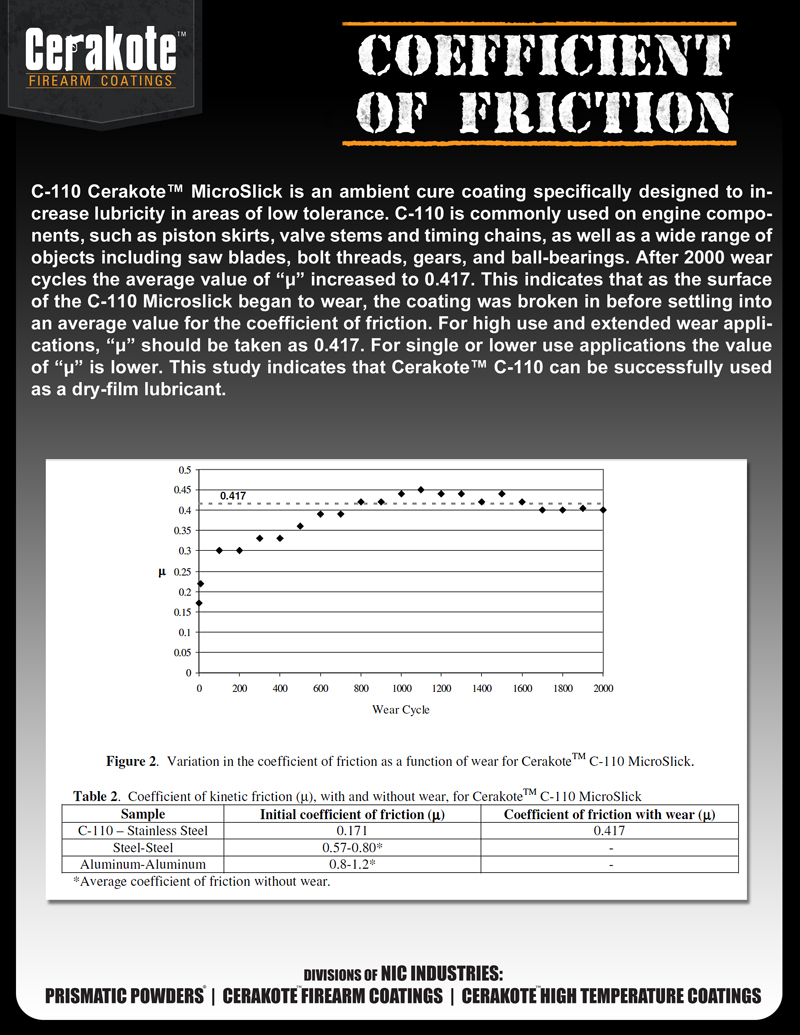 Cerakote™
FIREARM COATINGS
COEFFICIENT
OF FRICTION
C-110 Cerakote™ MicroSlick is an ambient cure coating specifically designed to in-
crease lubricity in areas of low tolerance. C-110 is commonly used on engine compo-
nents, such as piston skirts, valve stems and timing chains, as well as a wide range of
objects including saw blades, bolt threads, gears, and ball-bearings. After 2000 wear
cycles the average value of “µ” increased to 0.417. This indicates that as the surface
of the C-110 Microslick began to wear, the coating was broken in before settling into
an average value for the coefficient of friction. For high use and extended wear appli-
cations, “µ” should be taken as 0.417. For single or lower use applications the value
of “µ” is lower. This study indicates that Cerakote™ C-110 can be successfully used
as a dry-film lubricant.
0.5
0.45
0.417
0.4
0.35
0.3
µ 0.25
0.2
0.15
0.1
0.05
0
0 200 400 600 800 1000 1200 1400 1600 1800 2000
Wear Cycle
Figure 2. Variation in the coefficient of friction as a function of wear for Cerakote™ C-110 MicroSlick.
Table 2. Coefficient of kinetic friction (µ), with and without wear, for Cerakote™ C-110 MicroSlick
Sample Initial coefficient of friction (µ) Coefficient of friction with wear (µ)
C-110 – Stainless Steel 0.171 0.417
Steel-Steel 0.57-0.80* -
Aluminum-Aluminum 0.8-1.2* -
*Average coefficient of friction without wear.
DIVISIONS OF NIC INDUSTRIES:
PRISMATIC POWDERS® | CERAKOTE™ FIREARM COATINGS | CERAKOTE™ HIGH TEMPERATURE COATINGS